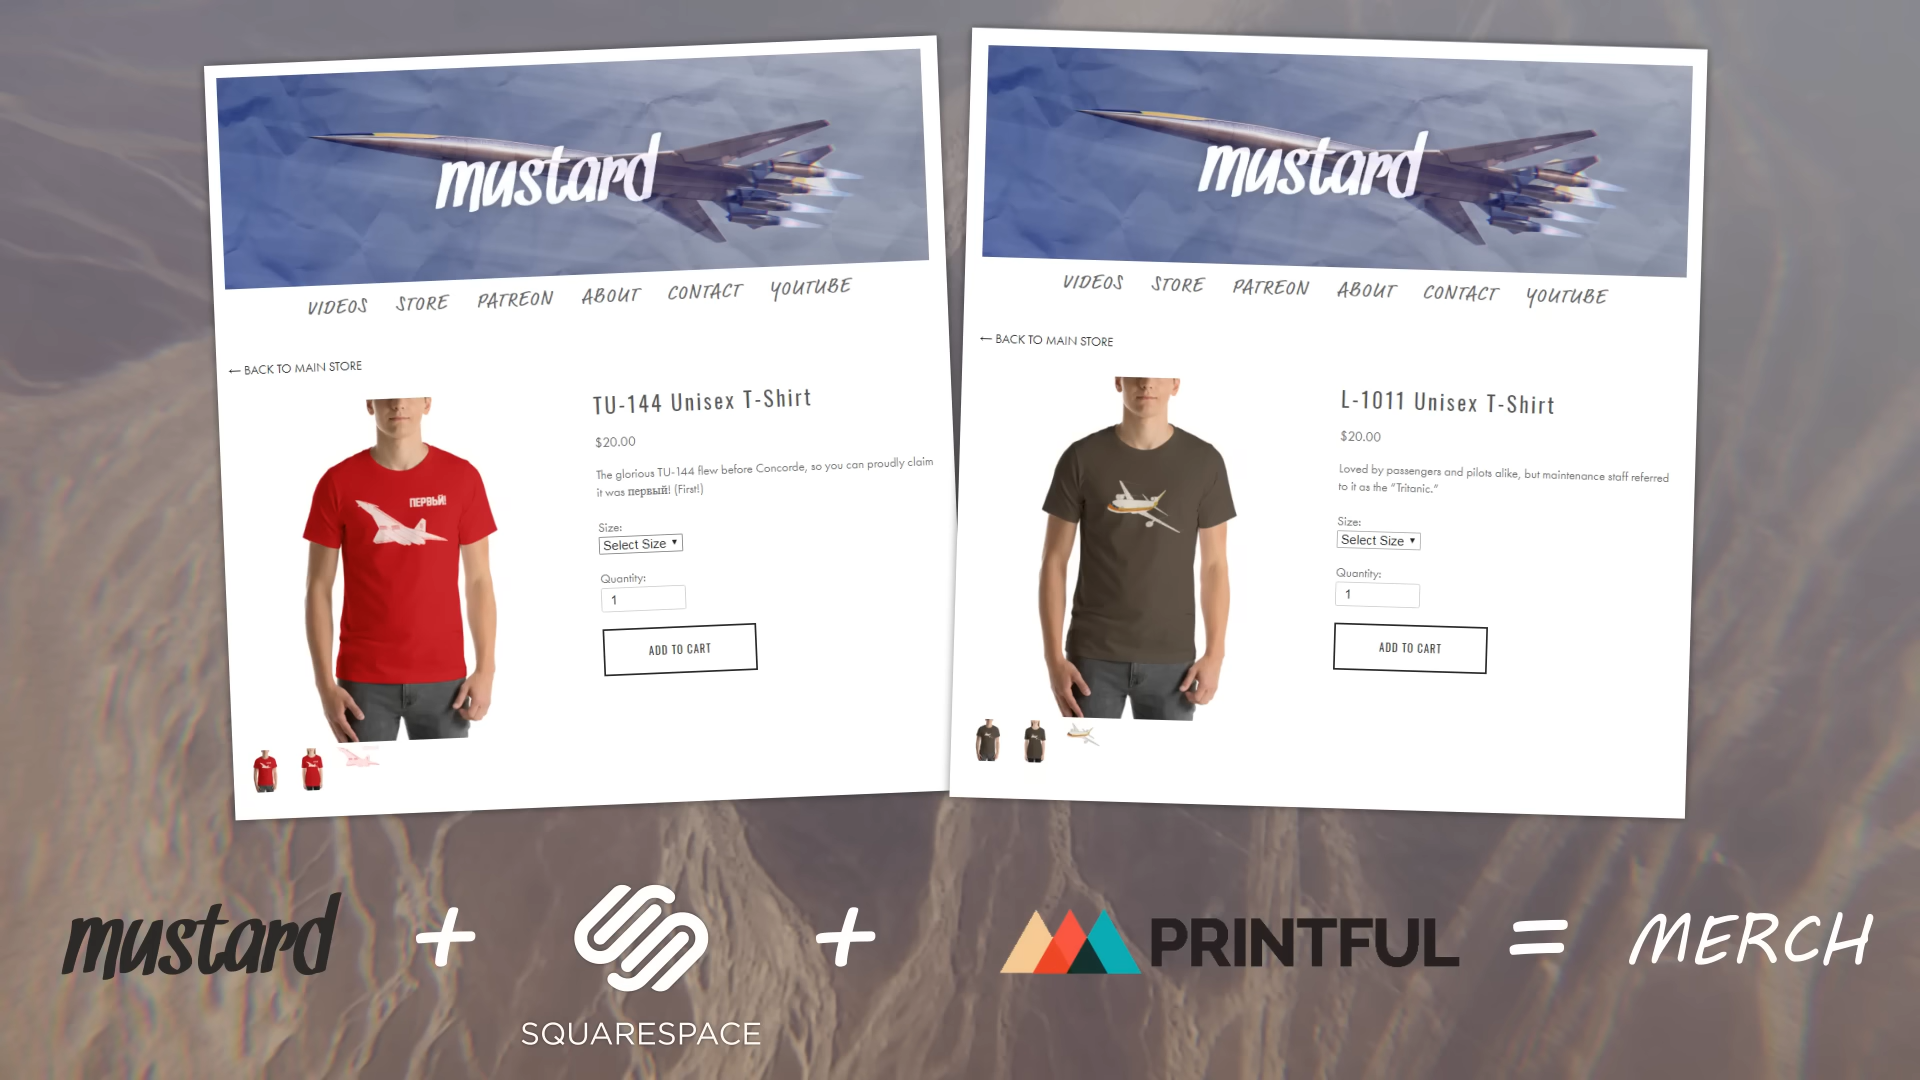 mustard
VIDEOS STORE PATREON ABOUT CONTACT YOUTUBE
← BACK TO MAIN STORE
ПЕРВЫЙ!
TU-144 Unisex T-Shirt
$20.00
The glorious TU-144 flew before Concorde, so you can proudly claim
it was первый! (First!)
Size:
Select Size
Quantity:
1
ADD TO CART
mustard
VIDEOS STORE PATREON ABOUT CONTACT YOUTUBE
← BACK TO MAIN STORE
L-1011 Unisex T-Shirt
$20.00
Loved by passengers and pilots alike, but maintenance staff referred
to it as the “Tritanic.”
Size:
Select Size
Quantity:
1
ADD TO CART
mustard + SQUARESPACE + PRINTFUL = MERCH